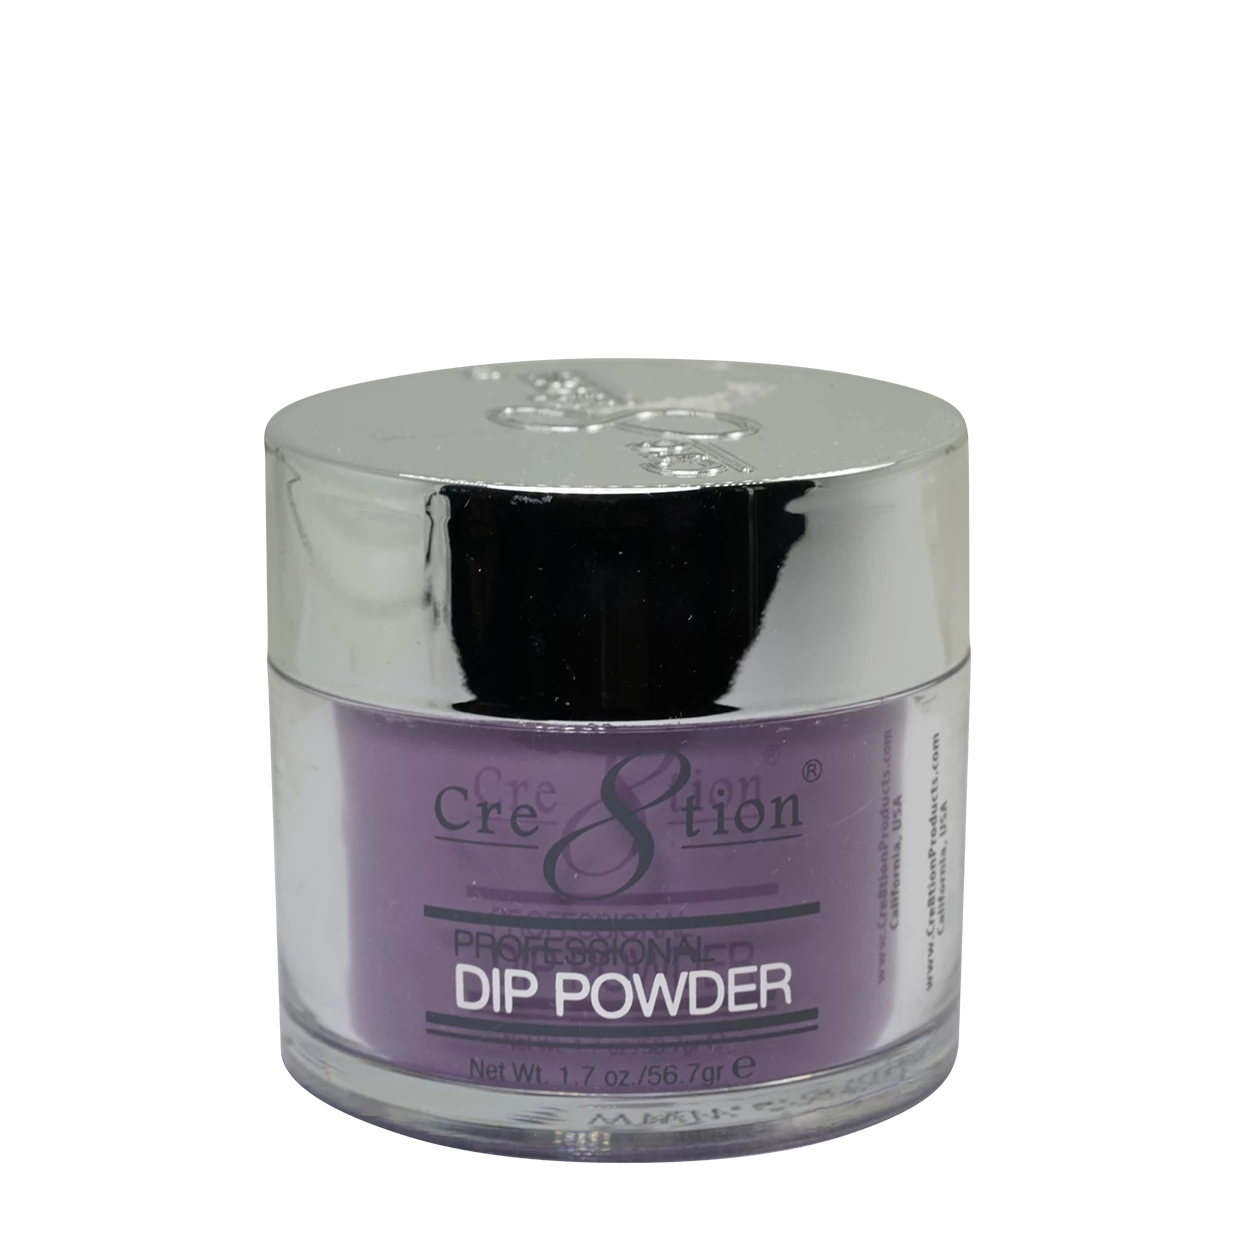 Cre8tion®
PROFESSIONAL
DIP POWDER
Net Wt. 1.7 oz./56.7gr ℮
www.Cre8tionProducts.com
California, USA